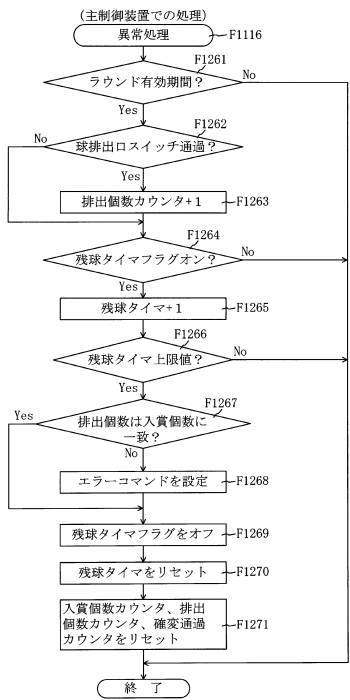 (主制御装置での処理)
異常処理
F1116
F1261
ラウンド有効期間？
No
Yes
F1262
No
球排出口スイッチ通過？
Yes
排出個数カウンタ+1
F1263
F1264
残球タイマフラグオン？
No
Yes
残球タイマ+1
F1265
F1266
残球タイマ上限値？
No
Yes
F1267
Yes
排出個数は入賞個数に
一致？
No
エラーコマンドを設定
F1268
残球タイマフラグをオフ
F1269
残球タイマをリセット
F1270
入賞個数カウンタ、排出
個数カウンタ、確変通過
カウンタをリセット
F1271
終 了